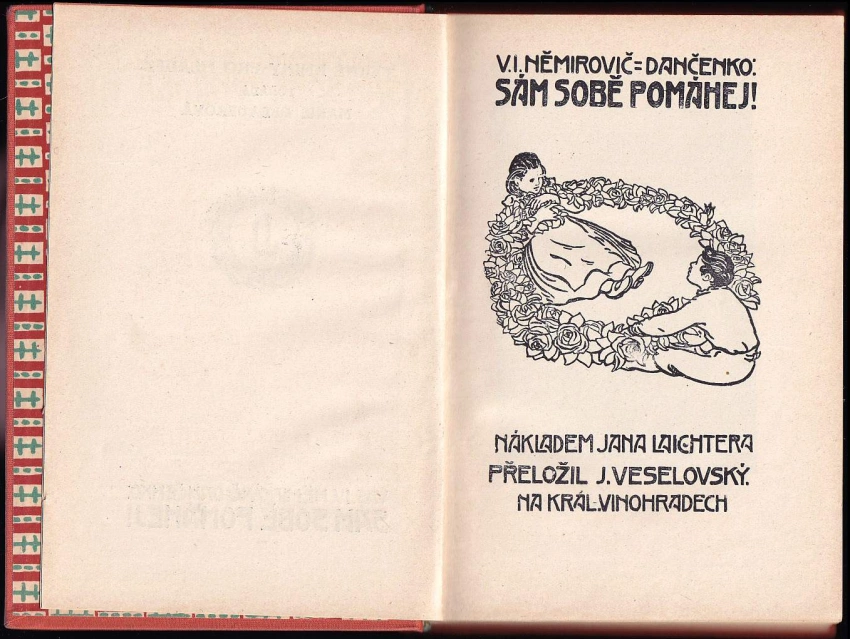 V.I. NĚMIROVIČ=DANČENKO:
SÁM SOBĚ POMÁHEJ!
NÁKLADEM JANA LAICHTERA
PŘELOŽIL J. VESELOVSKÝ.
NA KRÁL. VINOHRADECH